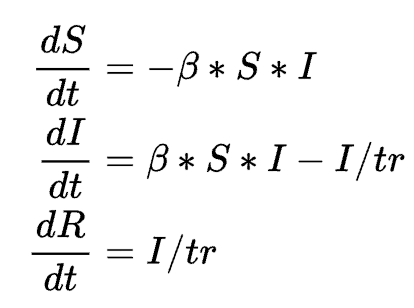 dS/dt = −β ∗ S ∗ I
dI/dt = β ∗ S ∗ I − I/tr
dR/dt = I/tr